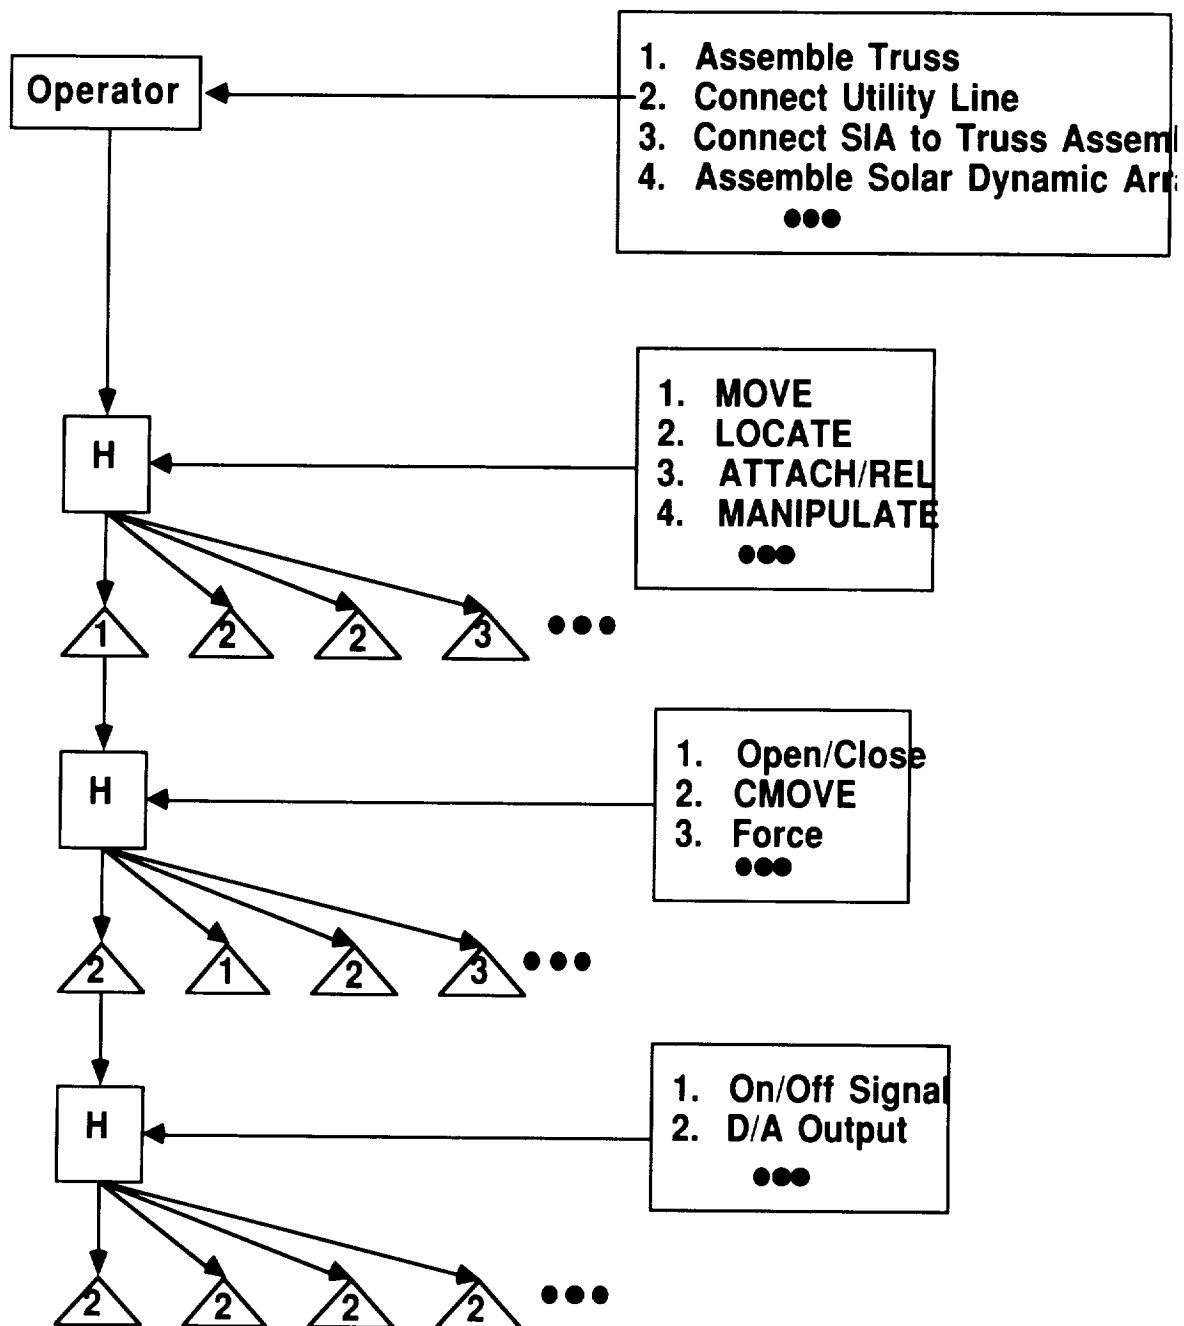 Operator
1. Assemble Truss
2. Connect Utility Line
3. Connect SIA to Truss Assem
4. Assemble Solar Dynamic Arr
●●●
H
1. MOVE
2. LOCATE
3. ATTACH/REL
4. MANIPULATE
●●●
1 2 2 3 ●●●
H
1. Open/Close
2. CMOVE
3. Force
●●●
2 1 2 3 ●●●
H
1. On/Off Signal
2. D/A Output
●●●
2 2 2 2 ●●●